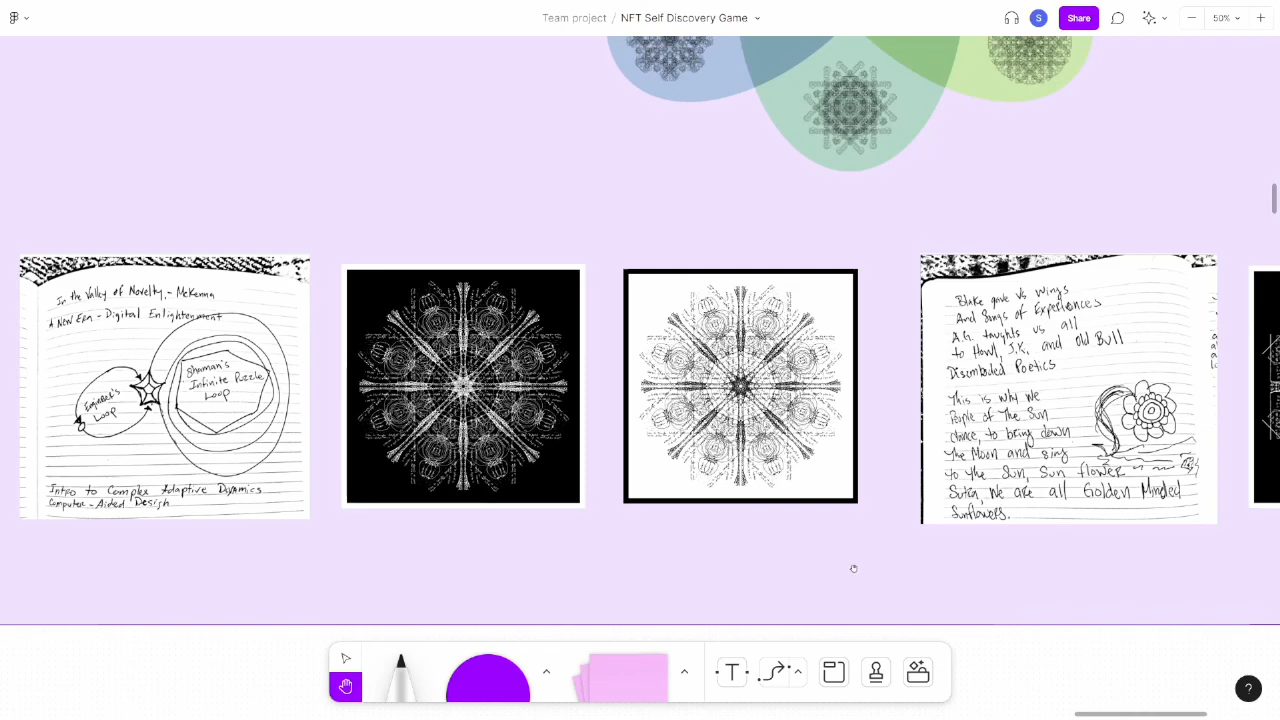 Team project / NFT Self Discovery Game
S
Share
50%
In the Valley of Novelty, - McKenna
A New Era - Digital Enlightenment
Shaman's
Infinite Puzzle
Loop
Engineer's
Loop
Intro to Complex Adaptive Dynamics
Computer-Aided Design
Blake gave us wings
And Songs of Experiences
A.G. taughts us all
to Howl, J.K. and old Bull
Poetics
This is why we
People of the Sun
dance, to bring down
the Moon and sing
to the Sun, Sun flower
Sutra, We are all Golden Minded
Sunflowers.
T
?